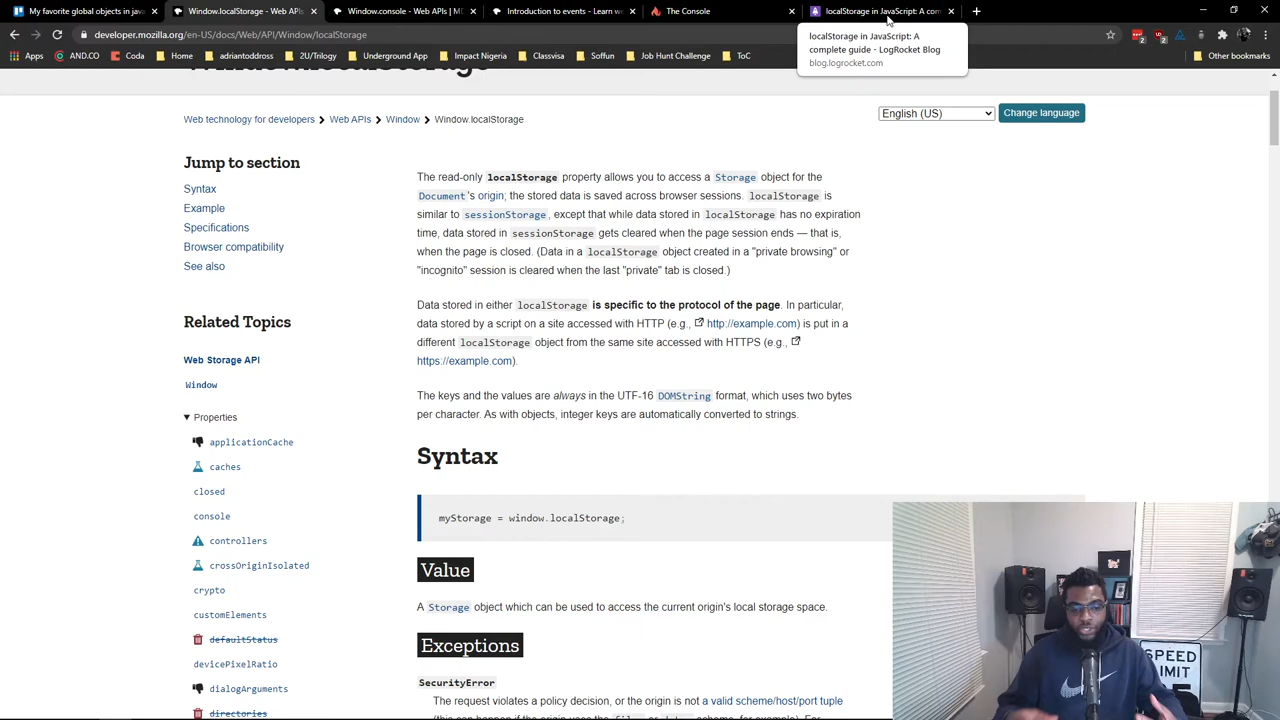 My favorite global objects in javas
Window.localStorage - Web APIs
Window.console - Web APIs | M
Introduction to Events - Learn we
The Console
localStorage in JavaScript: A com
developer.mozilla.org/en-US/docs/Web/API/Window/localStorage
localStorage in JavaScript: A
complete guide - LogRocket Blog
blog.logrocket.com
Apps
AND.CO
Coda
Home
adriantoddross
2U/Trilogy
Underground App
Impact Nigeria
Classvisa
Soffun
Job Hunt Challenge
ToC
Other bookmarks
Web technology for developers
Web APIs
Window
Window.localStorage
English (US)
Change language
Jump to section
Syntax
Example
Specifications
Browser compatibility
See also
Related Topics
Web Storage API
Window
Properties
applicationCache
caches
closed
console
controllers
crossOriginIsolated
crypto
customElements
defaultStatus
devicePixelRatio
dialogArguments
directories
The read-only localStorage property allows you to access a Storage object for the
Document's origin; the stored data is saved across browser sessions. localStorage is
similar to sessionStorage, except that while data stored in localStorage has no expiration
time, data stored in sessionStorage gets cleared when the page session ends — that is,
when the page is closed. (Data in a localStorage object created in a "private browsing" or
"incognito" session is cleared when the last "private" tab is closed.)
Data stored in either localStorage is specific to the protocol of the page. In particular,
data stored by a script on a site accessed with HTTP (e.g., http://example.com) is put in a
different localStorage object from the same site accessed with HTTPS (e.g.,
https://example.com).
The keys and the values are always in the UTF-16 DOMString format, which uses two bytes
per character. As with objects, integer keys are automatically converted to strings.
Syntax
myStorage = window.localStorage;
Value
A Storage object which can be used to access the current origin's local storage space.
Exceptions
SecurityError
The request violates a policy decision, or the origin is not a valid scheme/host/port tuple
SPEED
LIMIT